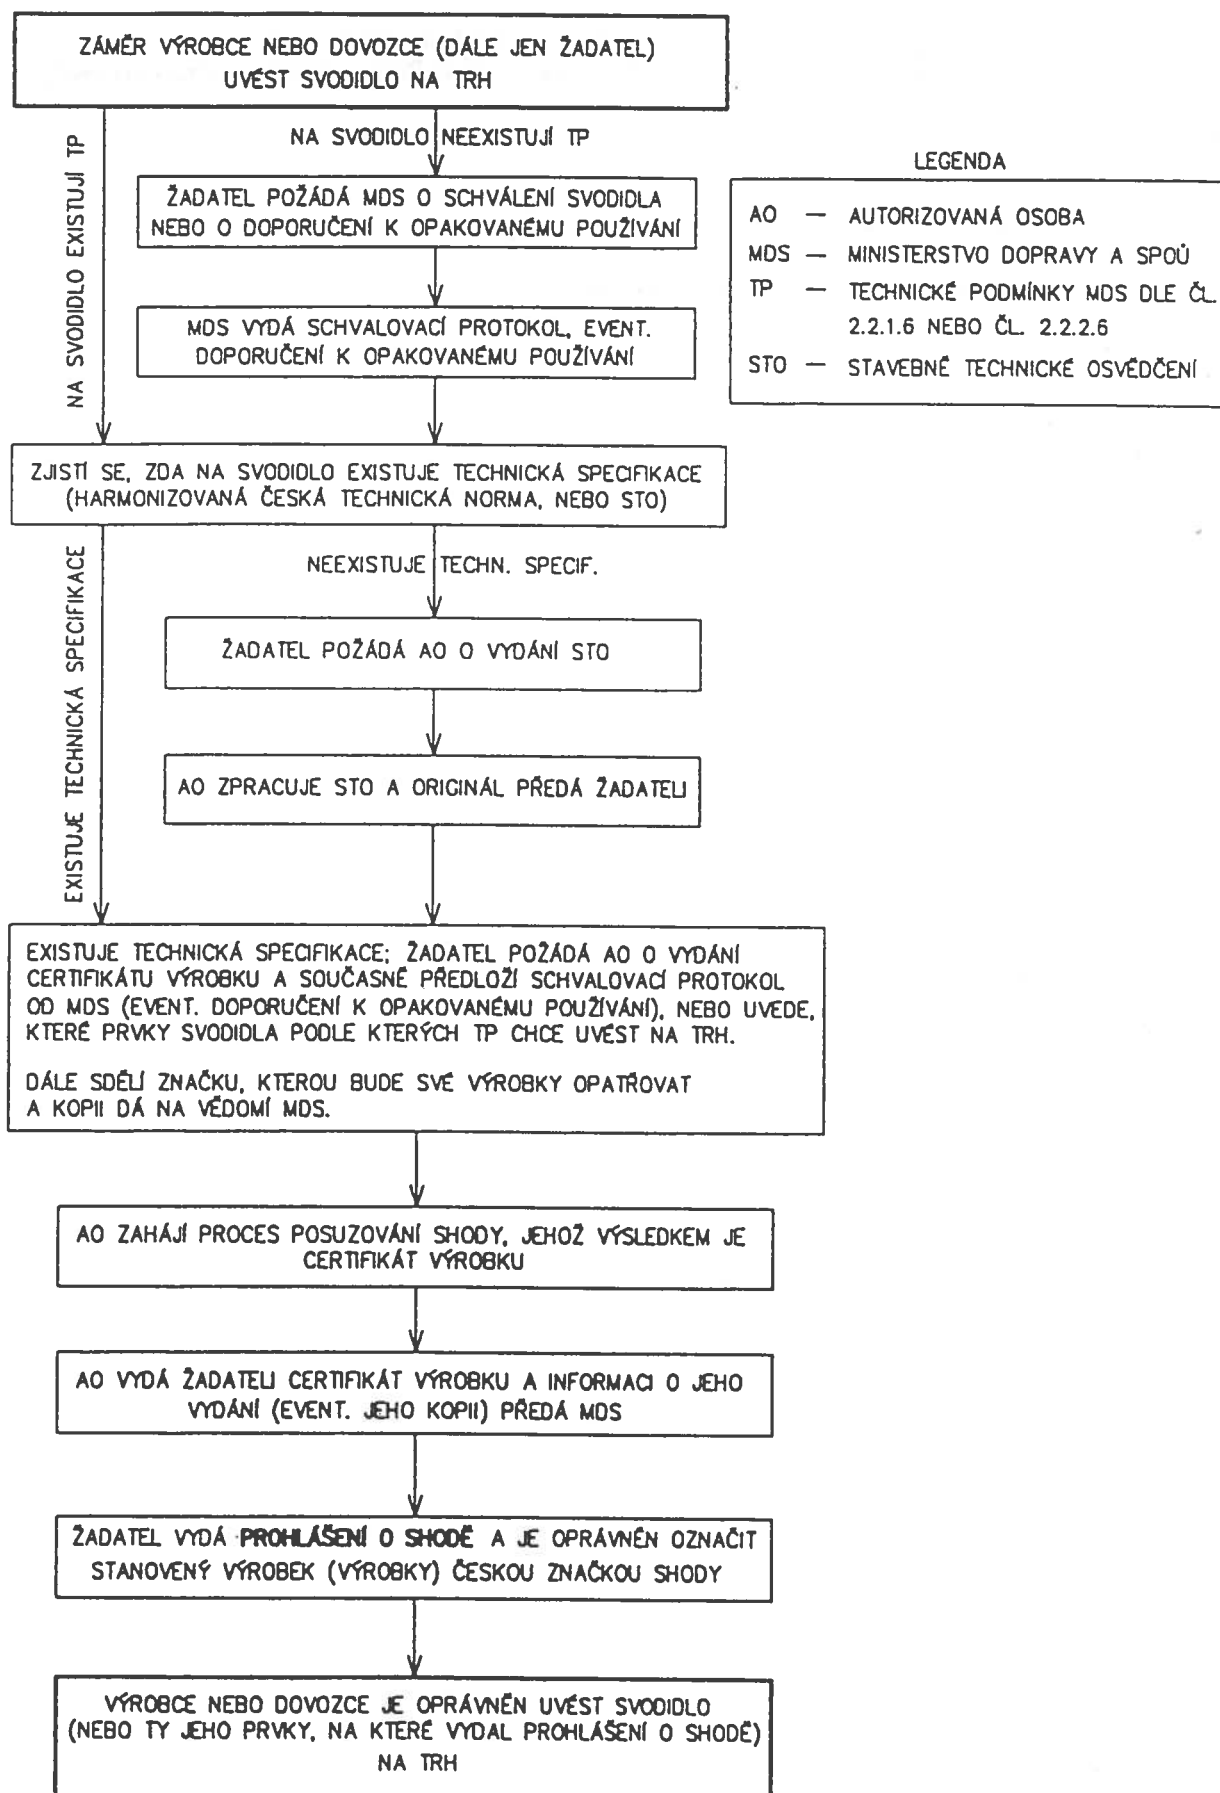 ZÁMĚR VÝROBCE NEBO DOVOZCE (DÁLE JEN ŽADATEL)
UVÉST SVODIDLO NA TRH
NA SVODIDLO EXISTUJÍ TP
NA SVODIDLO NEEXISTUJÍ TP
ŽADATEL POŽÁDÁ MDS O SCHVÁLENÍ SVODIDLA
NEBO O DOPORUČENÍ K OPAKOVANÉMU POUŽÍVÁNÍ
MDS VYDÁ SCHVALOVACÍ PROTOKOL, EVENT.
DOPORUČENÍ K OPAKOVANÉMU POUŽÍVÁNÍ
LEGENDA
AO — AUTORIZOVANÁ OSOBA
MDS — MINISTERSTVO DOPRAVY A SPOŮ
TP — TECHNICKÉ PODMÍNKY MDS DLE ČL.
2.2.1.6 NEBO ČL. 2.2.2.6
STO — STAVEBNĚ TECHNICKÉ OSVĚDČENÍ
ZJISTÍ SE, ZDA NA SVODIDLO EXISTUJE TECHNICKÁ SPECIFIKACE
(HARMONIZOVANÁ ČESKÁ TECHNICKÁ NORMA, NEBO STO)
EXISTUJE TECHNICKÁ SPECIFIKACE
NEEXISTUJE TECHN. SPECIF.
ŽADATEL POŽÁDÁ AO O VYDÁNÍ STO
AO ZPRACUJE STO A ORIGINÁL PŘEDÁ ŽADATELI
EXISTUJE TECHNICKÁ SPECIFIKACE; ŽADATEL POŽÁDÁ AO O VYDÁNÍ
CERTIFIKÁTU VÝROBKU A SOUČASNĚ PŘEDLOŽÍ SCHVALOVACÍ PROTOKOL
OD MDS (EVENT. DOPORUČENÍ K OPAKOVANÉMU POUŽÍVÁNÍ), NEBO UVEDE,
KTERÉ PRVKY SVODIDLA PODLE KTERÝCH TP CHCE UVÉST NA TRH.
DÁLE SDĚLÍ ZNAČKU, KTEROU BUDE SVÉ VÝROBKY OPATŘOVAT
A KOPII DÁ NA VĚDOMÍ MDS.
AO ZAHÁJÍ PROCES POSUZOVÁNÍ SHODY, JEHOŽ VÝSLEDKEM JE
CERTIFIKÁT VÝROBKU
AO VYDÁ ŽADATELI CERTIFIKÁT VÝROBKU A INFORMACI O JEHO
VYDÁNÍ (EVENT. JEHO KOPII) PŘEDÁ MDS
ŽADATEL VYDÁ PROHLÁŠENÍ O SHODĚ A JE OPRÁVNĚN OZNAČIT
STANOVENÝ VÝROBEK (VÝROBKY) ČESKOU ZNAČKOU SHODY
VÝROBCE NEBO DOVOZCE JE OPRÁVNĚN UVÉST SVODIDLO
(NEBO TY JEHO PRVKY, NA KTERÉ VYDAL PROHLÁŠENÍ O SHODĚ)
NA TRH